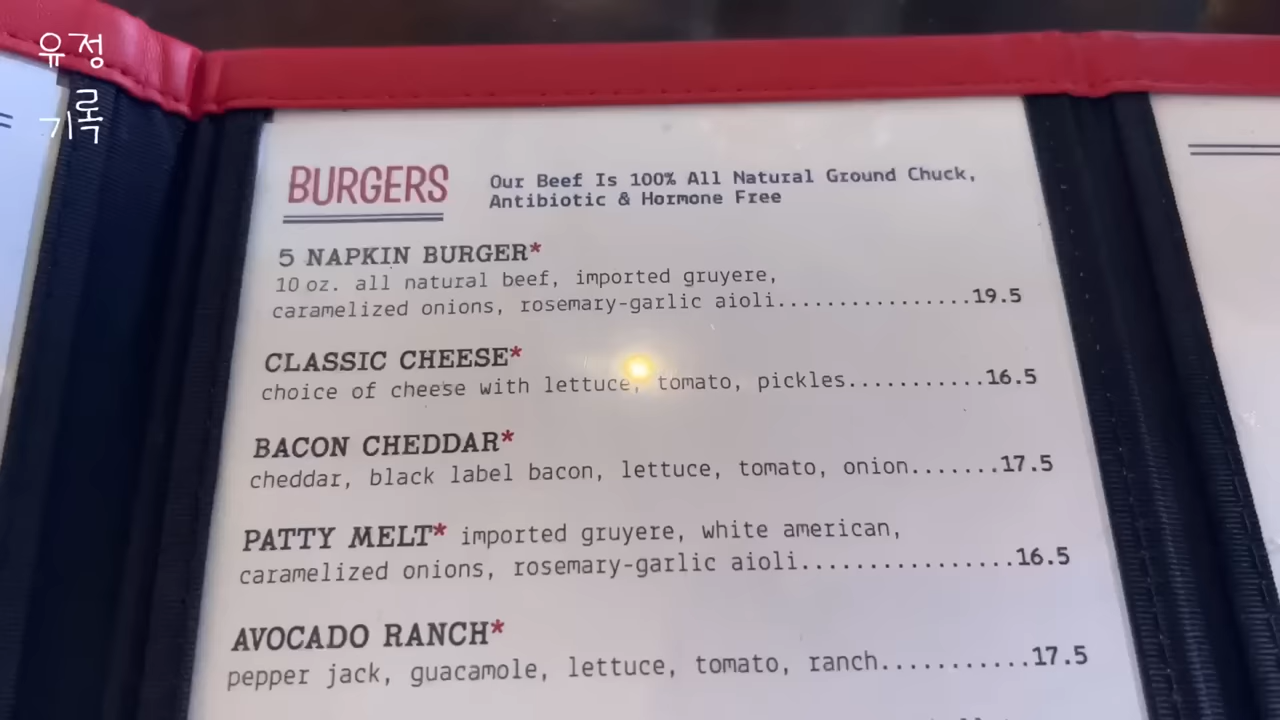 유정
기록
BURGERS
Our Beef Is 100% All Natural Ground Chuck,
Antibiotic & Hormone Free
5 NAPKIN BURGER*
10 oz. all natural beef, imported gruyere,
caramelized onions, rosemary-garlic aioli................19.5
CLASSIC CHEESE*
choice of cheese with lettuce, tomato, pickles...........16.5
BACON CHEDDAR*
cheddar, black label bacon, lettuce, tomato, onion.......17.5
PATTY MELT* imported gruyere, white american,
caramelized onions, rosemary-garlic aioli................16.5
AVOCADO RANCH*
pepper jack, guacamole, lettuce, tomato, ranch...........17.5